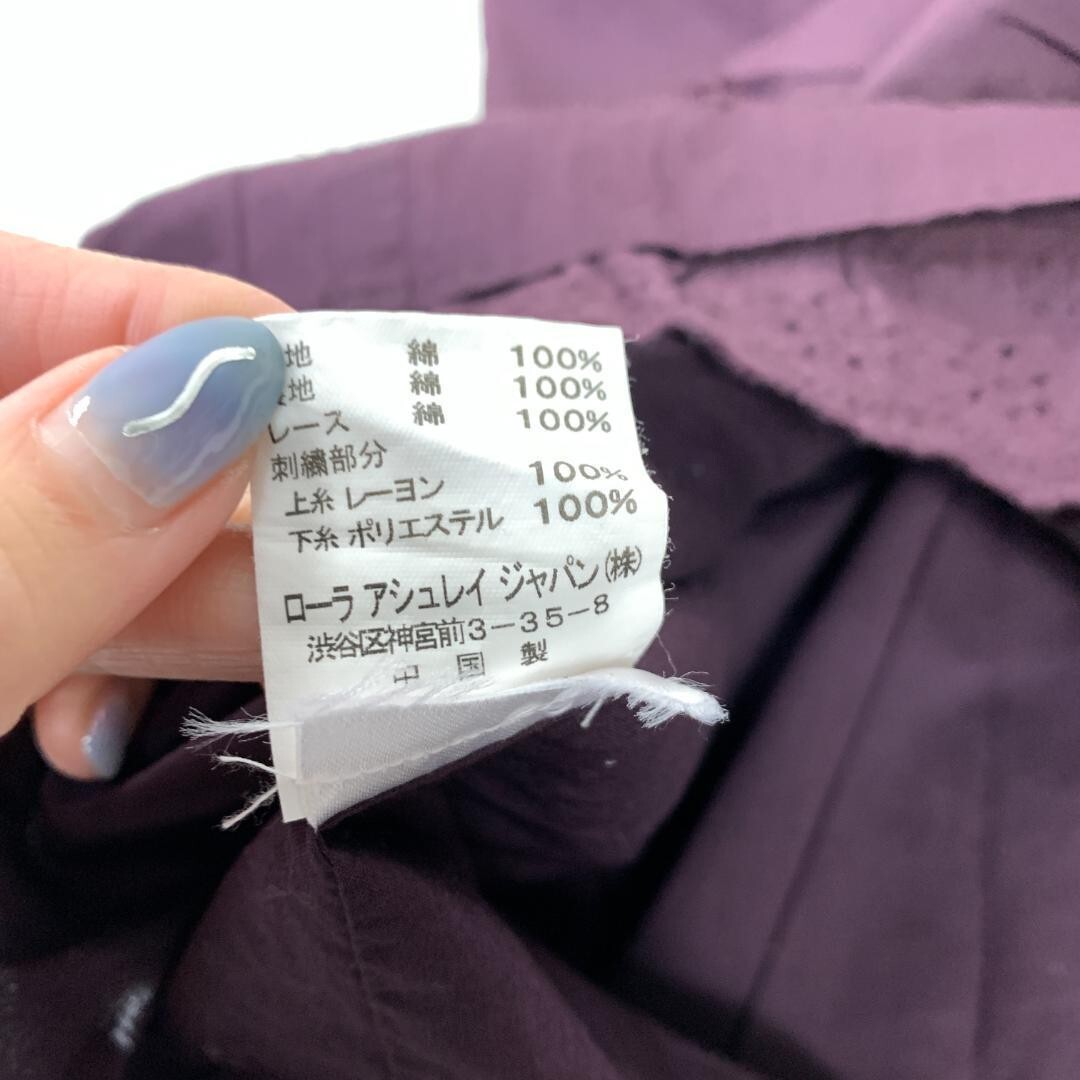 地 綿 100%
地 綿 100%
レース 綿 100%
刺繍部分
上糸 レーヨン 100%
下糸 ポリエステル 100%
ローラ アシュレイ ジャパン(株)
渋谷区神宮前3-35-8
中国製